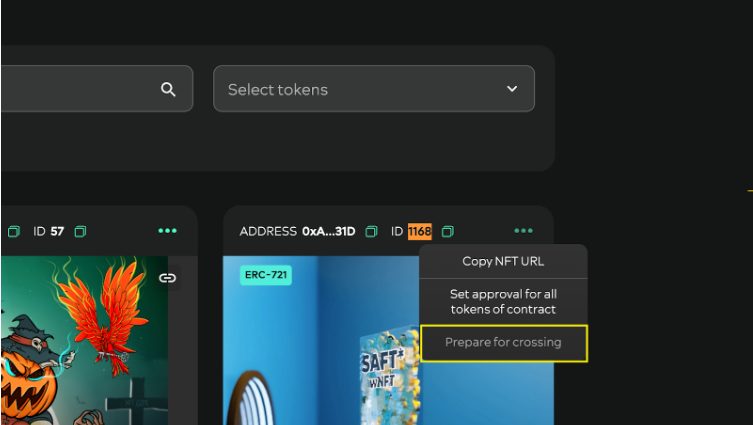 Select tokens
ID 57
ADDRESS 0xA...31D ID 1168
ERC-721
Copy NFT URL
Set approval for all
tokens of contract
Prepare for crossing
SAFT*
WNFT